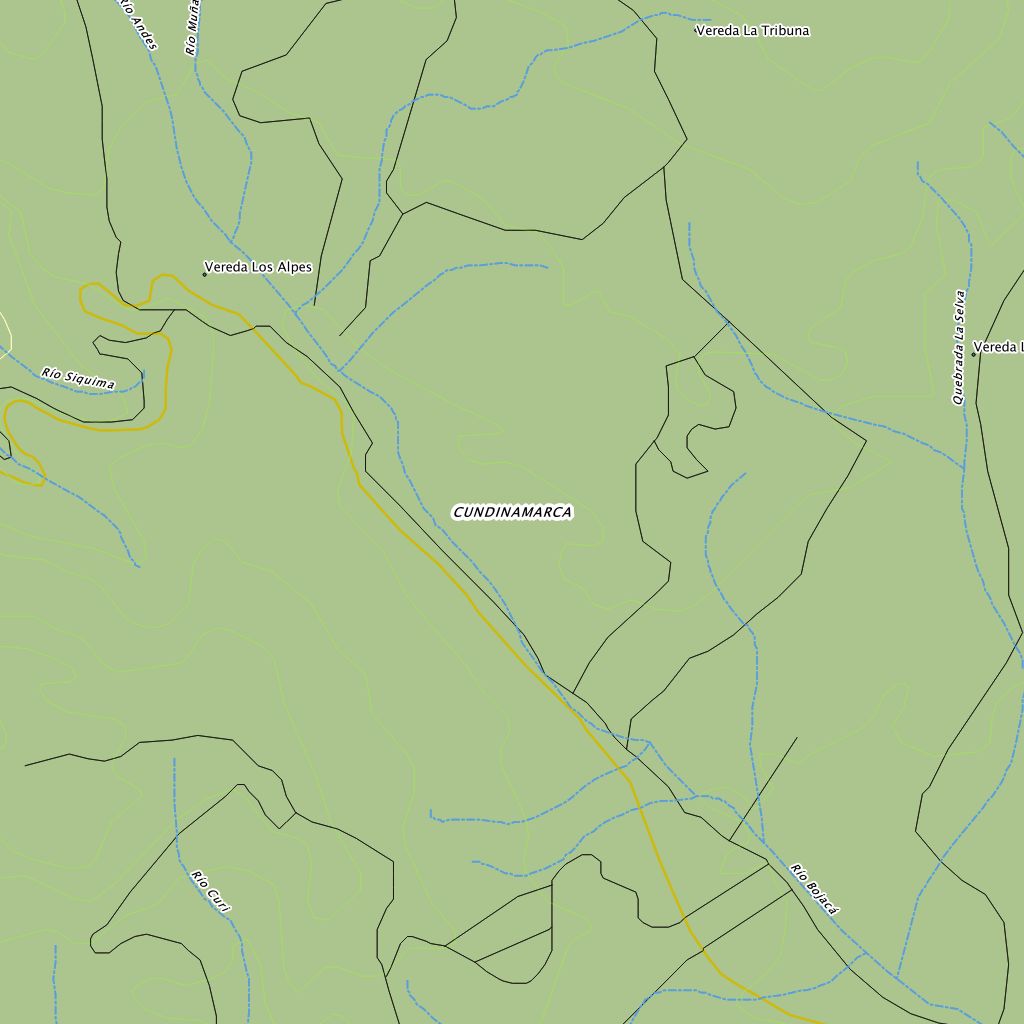 Río Andes
Río Muña
Vereda La Tribuna
Vereda Los Alpes
Quebrada La Selva
Vereda L
Río Siquima
CUNDINAMARCA
Río Curí
Río Bojacá